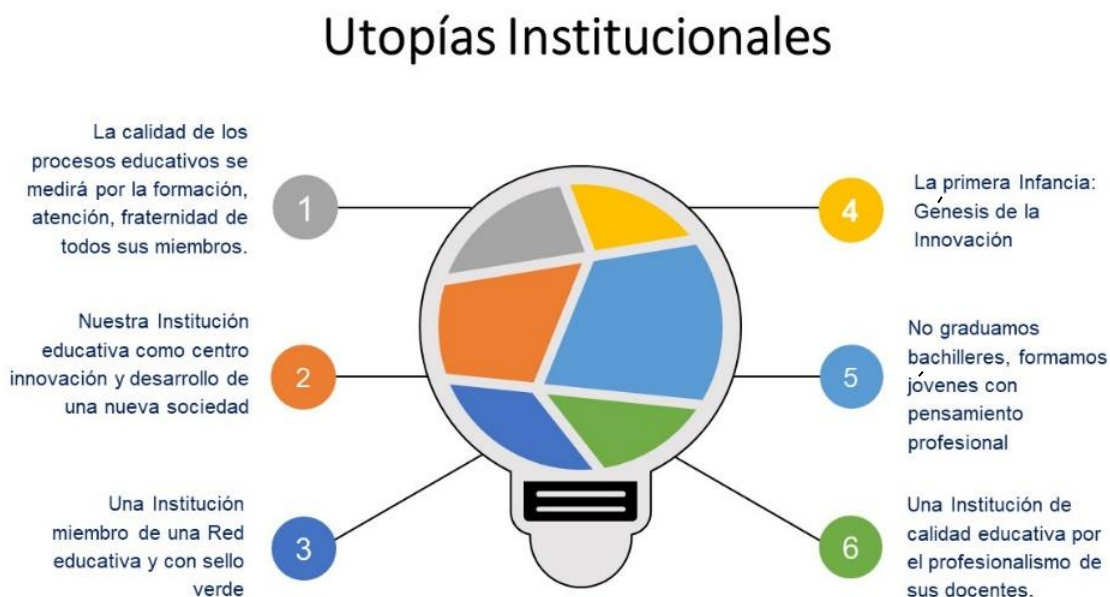 Utopías Institucionales
La calidad de los
procesos educativos se
medirá por la formación,
atención, fraternidad de
todos sus miembros.
1
Nuestra Institución
educativa como centro
innovación y desarrollo de
una nueva sociedad
2
Una Institución
miembro de una Red
educativa y con sello
verde
3
4
La primera Infancia:
Génesis de la
Innovación
5
No graduamos
bachilleres, formamos
jóvenes con
pensamiento
profesional
6
Una Institución de
calidad educativa por
el profesionalismo de
sus docentes.